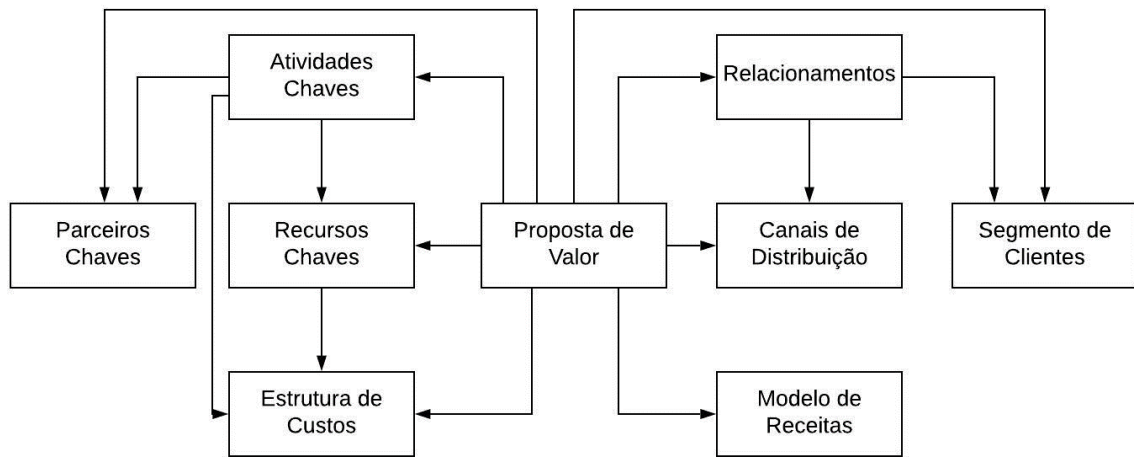 Atividades
Chaves
Relacionamentos
Parceiros
Chaves
Recursos
Chaves
Proposta de
Valor
Canais de
Distribuição
Segmento de
Clientes
Estrutura de
Custos
Modelo de
Receitas